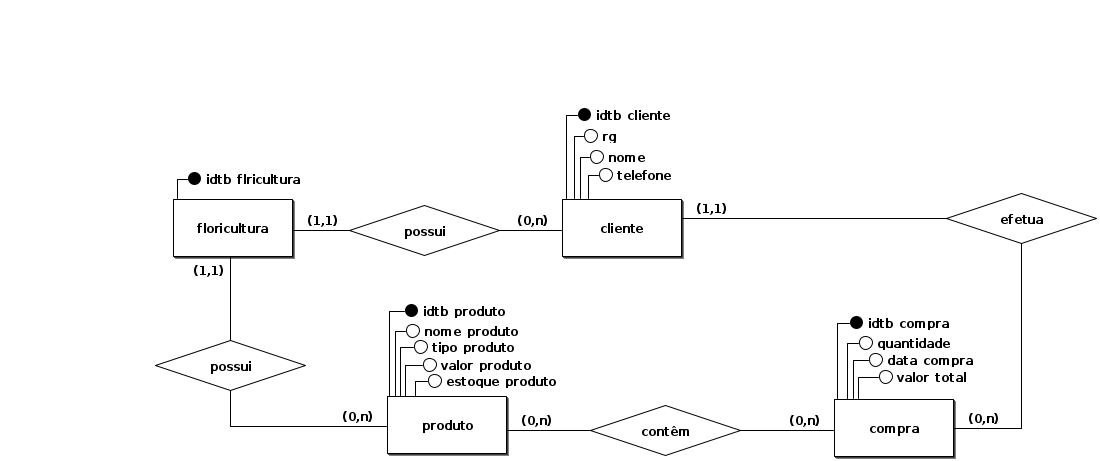 idtb cliente
rg
nome
telefone
idtb flricultura
floricultura
(1,1)
possui
(0,n)
cliente
(1,1)
efetua
(1,1)
possui
idtb produto
nome produto
tipo produto
valor produto
estoque produto
idtb compra
quantidade
data compra
valor total
(0,n)
produto
(0,n)
contêm
(0,n)
compra
(0,n)